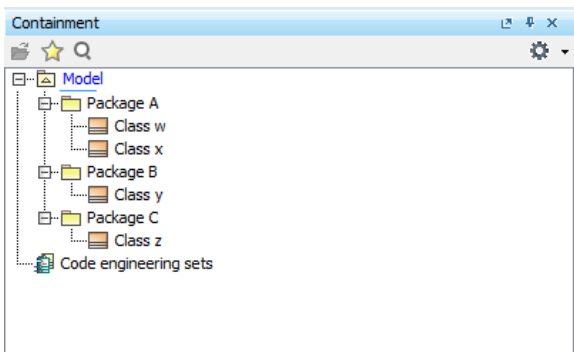 Containment
Model
Package A
Class w
Class x
Package B
Class y
Package C
Class z
Code engineering sets